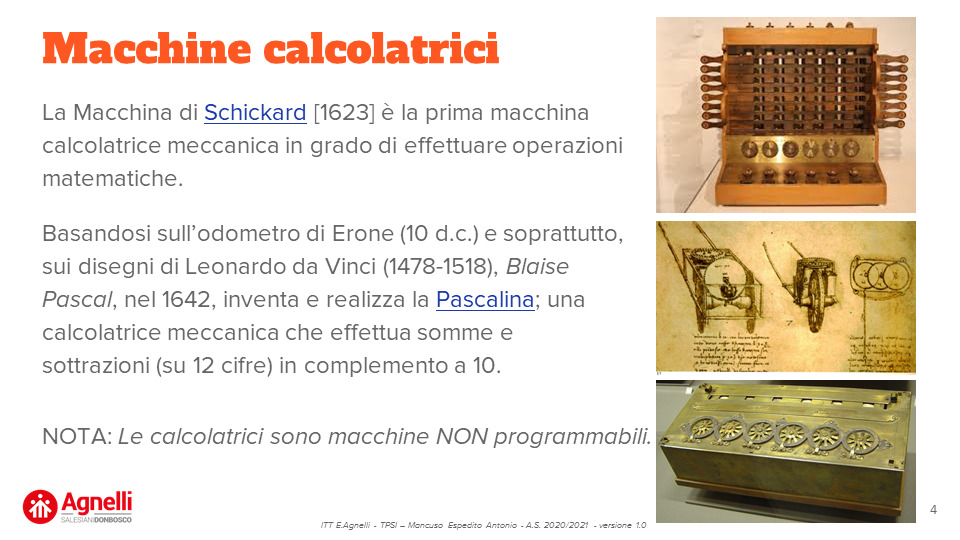 Macchine calcolatrici
La Macchina di Schickard [1623] è la prima macchina
calcolatrice meccanica in grado di effettuare operazioni
matematiche.
Basandosi sull’odometro di Erone (10 d.c.) e soprattutto,
sui disegni di Leonardo da Vinci (1478-1518), Blaise
Pascal, nel 1642, inventa e realizza la Pascalina; una
calcolatrice meccanica che effettua somme e
sottrazioni (su 12 cifre) in complemento a 10.
NOTA: Le calcolatrici sono macchine NON programmabili.
Agnelli
SALESIANI DONBOSCO
ITT E.Agnelli - TPSI – Mancuso Espedito Antonio - A.S. 2020/2021 - versione 1.0
4